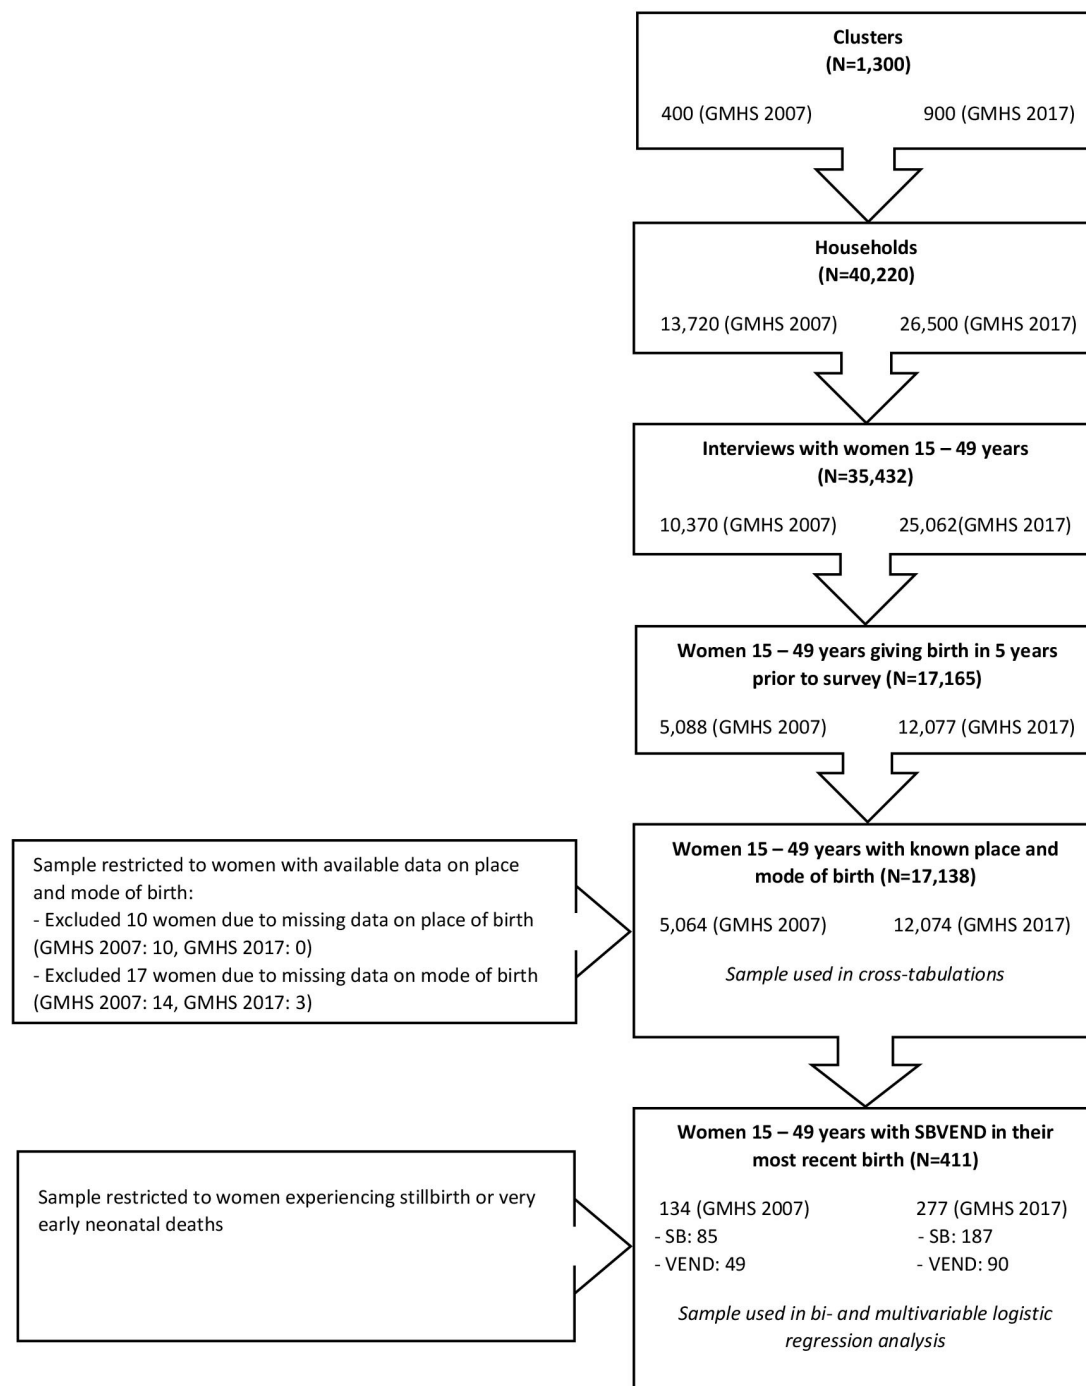 Clusters
(N=1,300)
400 (GMHS 2007) 900 (GMHS 2017)
Households
(N=40,220)
13,720 (GMHS 2007) 26,500 (GMHS 2017)
Interviews with women 15 – 49 years
(N=35,432)
10,370 (GMHS 2007) 25,062(GMHS 2017)
Women 15 – 49 years giving birth in 5 years
prior to survey (N=17,165)
5,088 (GMHS 2007) 12,077 (GMHS 2017)
Sample restricted to women with available data on place
and mode of birth:
- Excluded 10 women due to missing data on place of birth
(GMHS 2007: 10, GMHS 2017: 0)
- Excluded 17 women due to missing data on mode of birth
(GMHS 2007: 14, GMHS 2017: 3)
Women 15 – 49 years with known place and
mode of birth (N=17,138)
5,064 (GMHS 2007) 12,074 (GMHS 2017)
Sample used in cross-tabulations
Sample restricted to women experiencing stillbirth or very
early neonatal deaths
Women 15 – 49 years with SBVEND in their
most recent birth (N=411)
134 (GMHS 2007) 277 (GMHS 2017)
- SB: 85 - SB: 187
- VEND: 49 - VEND: 90
Sample used in bi- and multivariable logistic
regression analysis